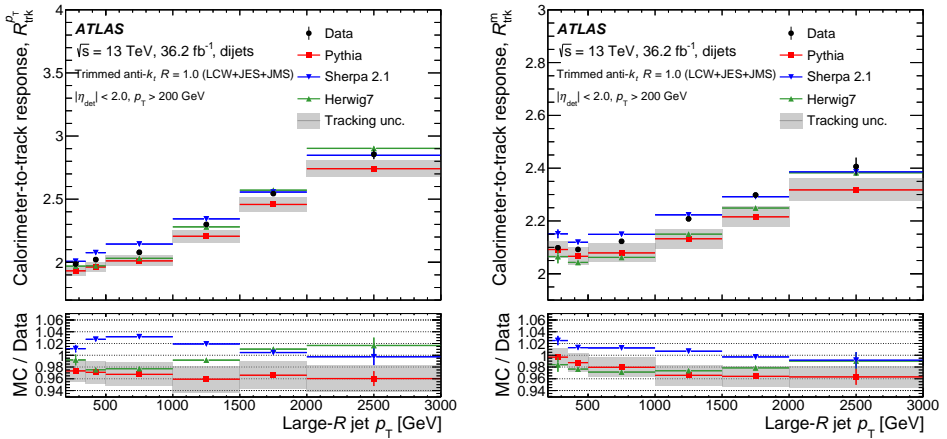 Calorimeter-to-track response, R_trk^{p_T}
4
3.5
3
2.5
2
ATLAS
√s = 13 TeV, 36.2 fb⁻¹, dijets
Trimmed anti-k_t R = 1.0 (LCW+JES+JMS)
|η_det| < 2.0, p_T > 200 GeV
Data
Pythia
Sherpa 2.1
Herwig7
Tracking unc.
MC / Data
1.06
1.04
1.02
1
0.98
0.96
0.94
500 1000 1500 2000 2500 3000
Large-R jet p_T [GeV]
Calorimeter-to-track response, R_trk^m
3
2.8
2.6
2.4
2.2
2
ATLAS
√s = 13 TeV, 36.2 fb⁻¹, dijets
Trimmed anti-k_t R = 1.0 (LCW+JES+JMS)
|η_det| < 2.0, p_T > 200 GeV
Data
Pythia
Sherpa 2.1
Herwig7
Tracking unc.
MC / Data
1.06
1.04
1.02
1
0.98
0.96
0.94
500 1000 1500 2000 2500 3000
Large-R jet p_T [GeV]